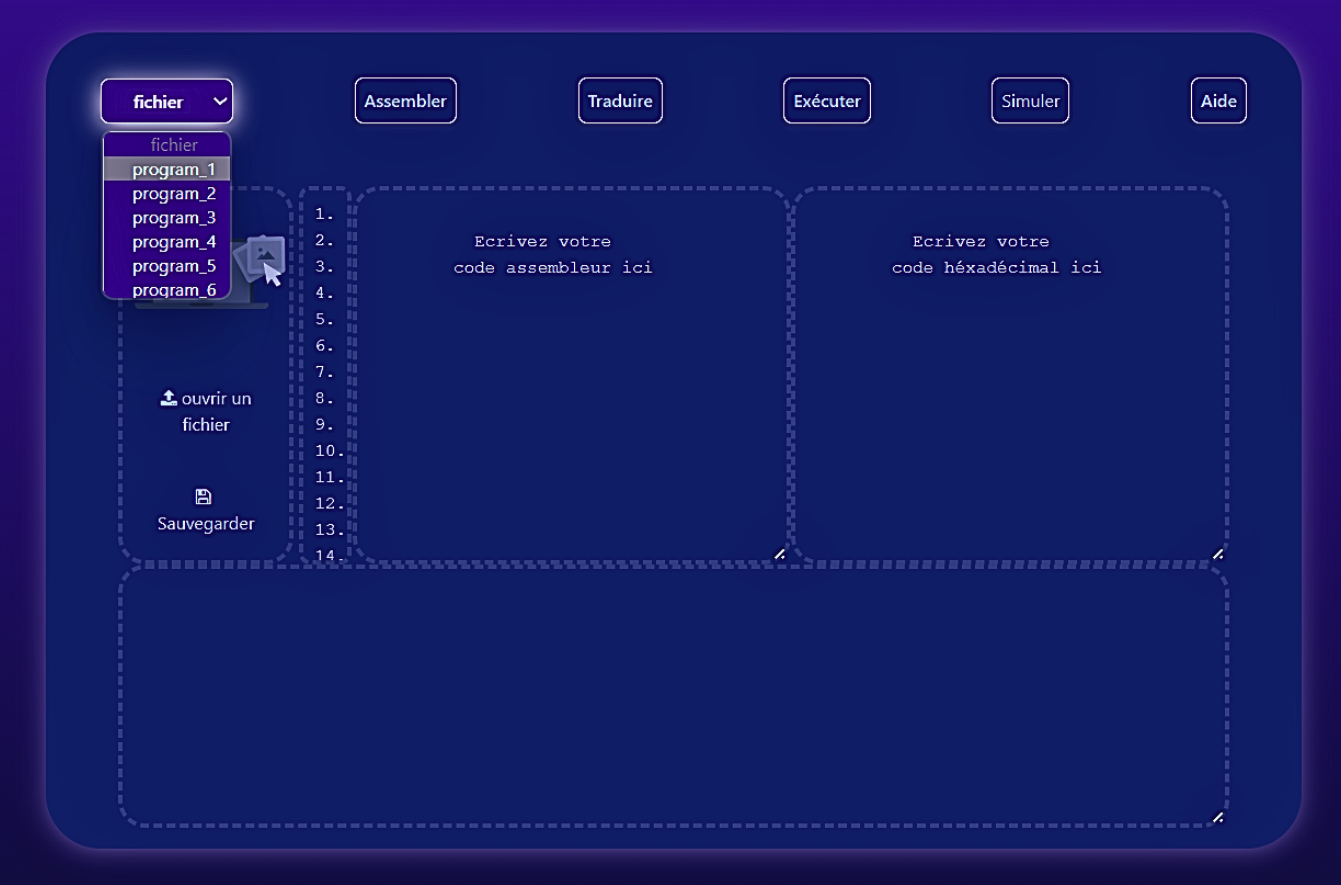 fichier
Assembler
Traduire
Exécuter
Simuler
Aide
fichier
program_1
program_2
program_3
program_4
program_5
program_6
ouvrir un
fichier
Sauvegarder
1.
2.
3.
4.
5.
6.
7.
8.
9.
10.
11.
12.
13.
14.
Ecrivez votre
code assembleur ici
Ecrivez votre
code héxadécimal ici